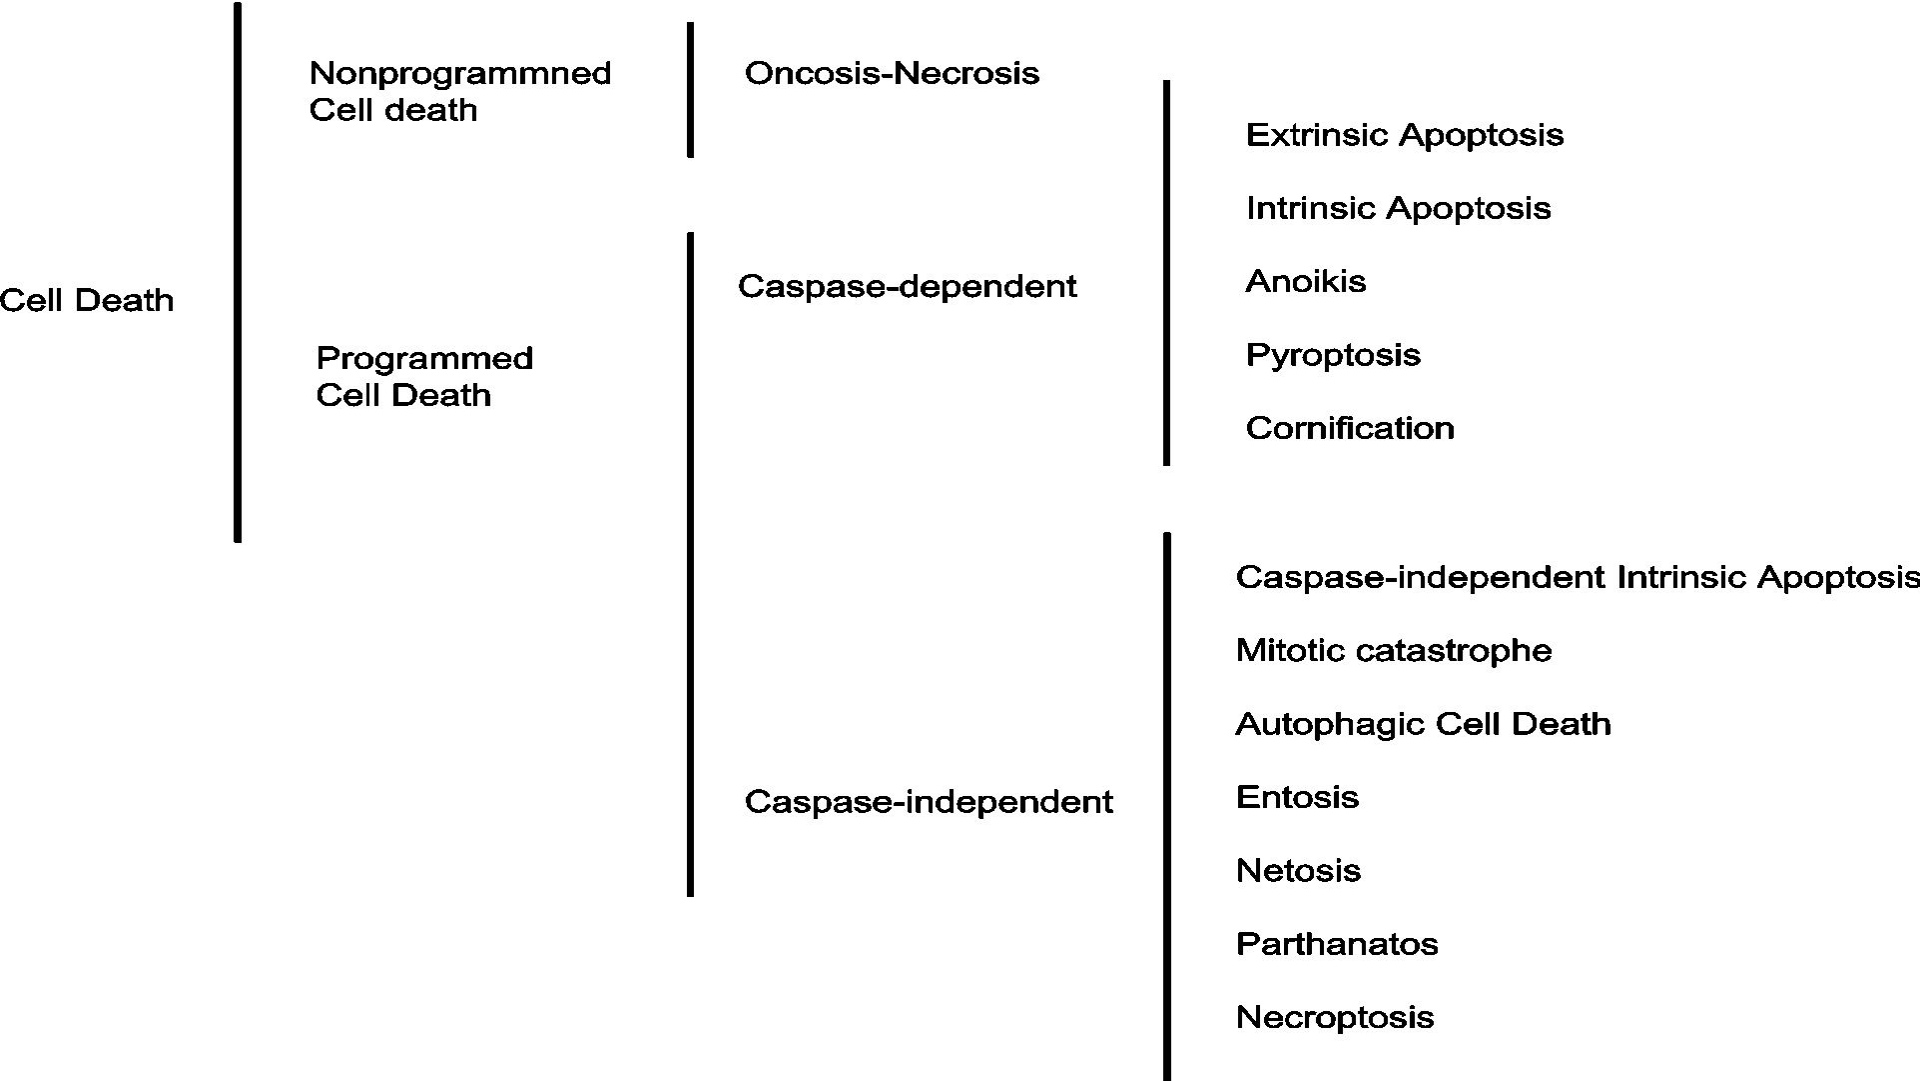 Cell Death
Nonprogrammned
Cell death
Programmed
Cell Death
Oncosis-Necrosis
Caspase-dependent
Caspase-independent
Extrinsic Apoptosis
Intrinsic Apoptosis
Anoikis
Pyroptosis
Cornification
Caspase-independent Intrinsic Apoptosis
Mitotic catastrophe
Autophagic Cell Death
Entosis
Netosis
Parthanatos
Necroptosis